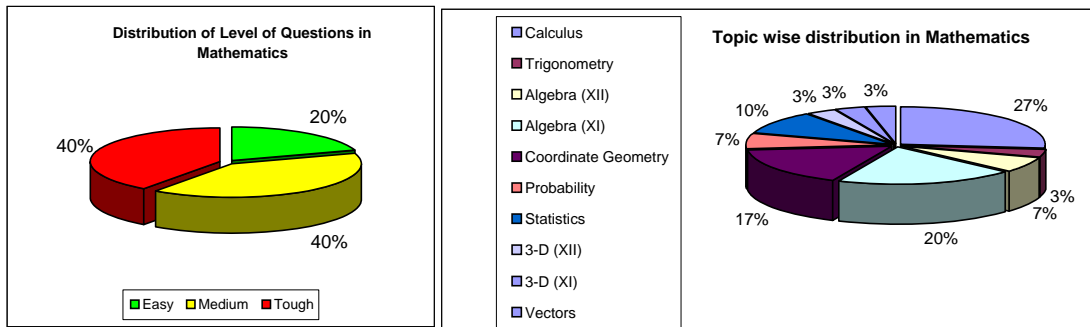 Distribution of Level of Questions in
Mathematics
20%
40%
40%
Easy Medium Tough
Calculus
Trigonometry
Algebra (XII)
Algebra (XI)
Coordinate Geometry
Probability
Statistics
3-D (XII)
3-D (XI)
Vectors
Topic wise distribution in Mathematics
27%
3%
7%
20%
17%
7%
10%
3%
3%
3%